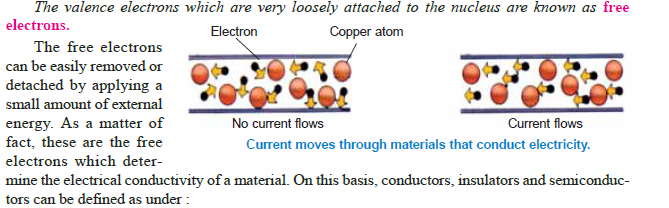 The valence electrons which are very loosely attached to the nucleus are known as free
electrons.
The free electrons
can be easily removed or
detached by applying a
small amount of external
energy. As a matter of
fact, these are the free
electrons which deter-
Electron
Copper atom
No current flows
Current flows
Current moves through materials that conduct electricity.
mine the electrical conductivity of a material. On this basis, conductors, insulators and semiconduc-
tors can be defined as under :